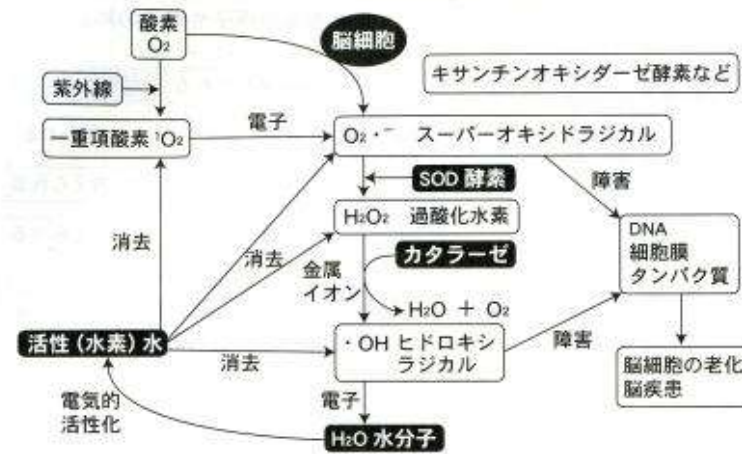 酸素
O₂
脳細胞
キサンチンオキシダーゼ酵素など
紫外線
一重項酸素 ¹O₂
電子
O₂・⁻ スーパーオキシドラジカル
SOD 酵素
障害
H₂O₂ 過酸化水素
消去
消去
カタラーゼ
金属
イオン
DNA
細胞膜
タンパク質
H₂O + O₂
活性(水素)水
消去
・OH ヒドロキシ
ラジカル
障害
脳細胞の老化
脳疾患
電気的
活性化
電子
H₂O 水分子